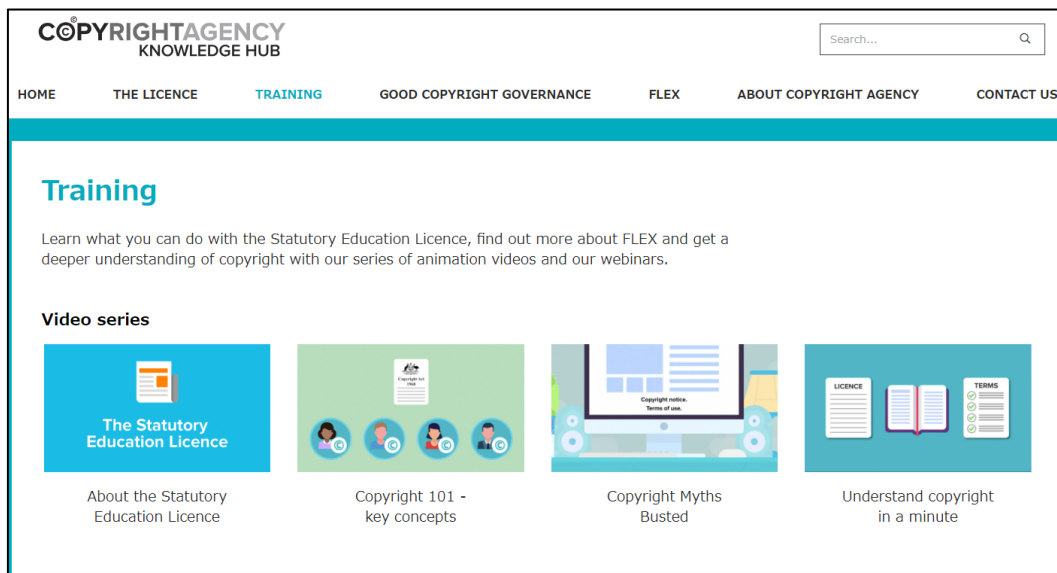 COPYRIGHTAGENCY
KNOWLEDGE HUB
Search...
HOME THE LICENCE TRAINING GOOD COPYRIGHT GOVERNANCE FLEX ABOUT COPYRIGHT AGENCY CONTACT US
Training
Learn what you can do with the Statutory Education Licence, find out more about FLEX and get a
deeper understanding of copyright with our series of animation videos and our webinars.
Video series
The Statutory
Education Licence
Copyright Act
1968
Copyright notice.
Terms of use.
LICENCE
TERMS
About the Statutory
Education Licence
Copyright 101 -
key concepts
Copyright Myths
Busted
Understand copyright
in a minute